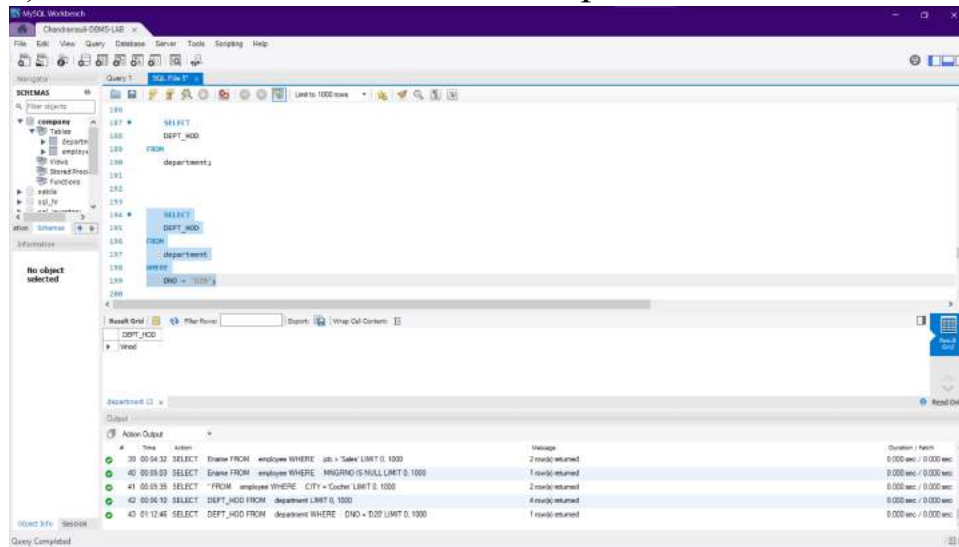 MySQL Workbench
Chandramauli-DBMS-LAB ×
File Edit View Query Database Server Tools Scripting Help
Navigator
Query 1
SQL File 5*
SCHEMAS
Filter objects
Limit to 1000 rows
company
Tables
departm
employe
Views
Stored Proc
Functions
sakila
sql_hr
Schemas
Information
No object
selected
186
187 SELECT
188 DEPT_HOD
189 FROM
190 department;
191
192
193
194 SELECT
195 DEPT_HOD
196 FROM
197 department
198 WHERE
199 DNO = 'D20';
200
Result Grid Filter Rows: Export: Wrap Cell Content:
DEPT_HOD
Vinod
Result
Grid
Output
Action Output
# Time Action Message Duration / Fetch
39 00:04:32 SELECT Ename FROM employee WHERE job = 'Sales' LIMIT 0, 1000 2 row(s) returned 0.000 sec / 0.000 sec
40 00:05:03 SELECT Ename FROM employee WHERE MNGRNO IS NULL LIMIT 0, 1000 1 row(s) returned 0.000 sec / 0.000 sec
41 00:05:35 SELECT * FROM employee WHERE CITY = LIMIT 0, 1000 2 row(s) returned 0.000 sec / 0.000 sec
42 00:06:10 SELECT DEPT_HOD FROM department LIMIT 0, 1000 4 row(s) returned 0.000 sec / 0.000 sec
43 01:12:46 SELECT DEPT_HOD FROM department WHERE DNO = 'D20' LIMIT 0, 1000 1 row(s) returned 0.000 sec / 0.000 sec
Object Info Session
Query Completed